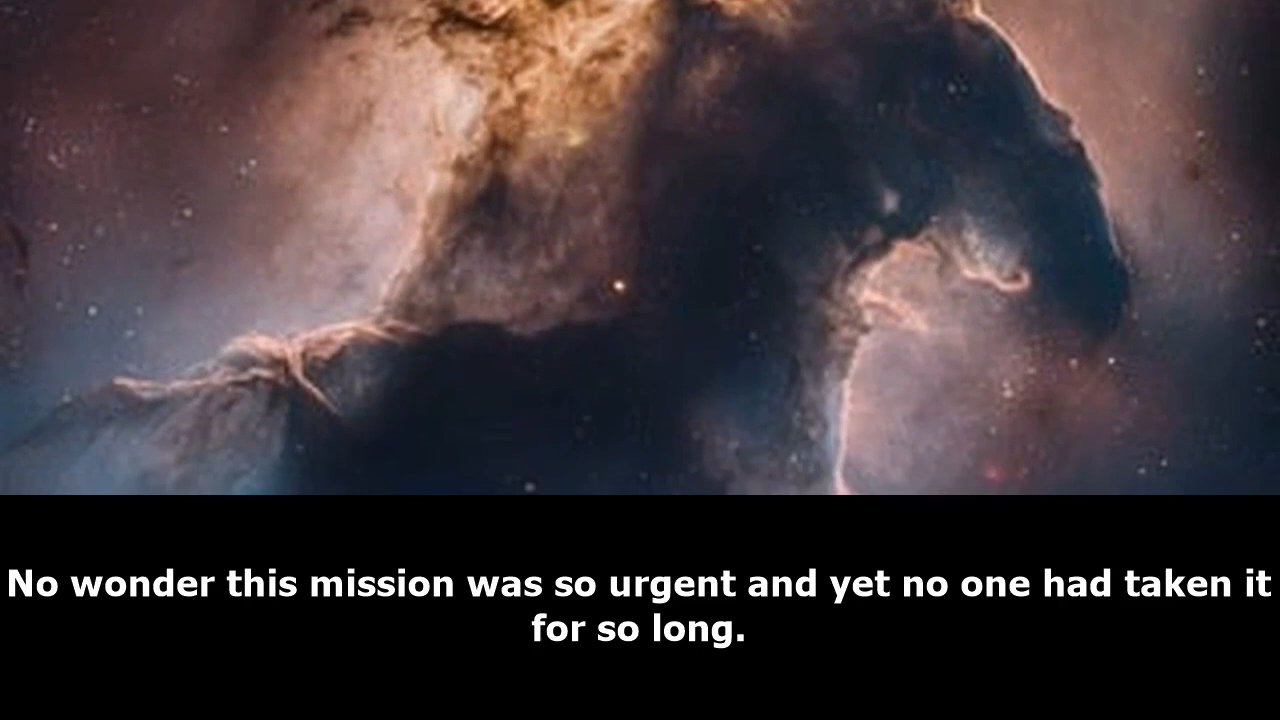 No wonder this mission was so urgent and yet no one had taken it
for so long.